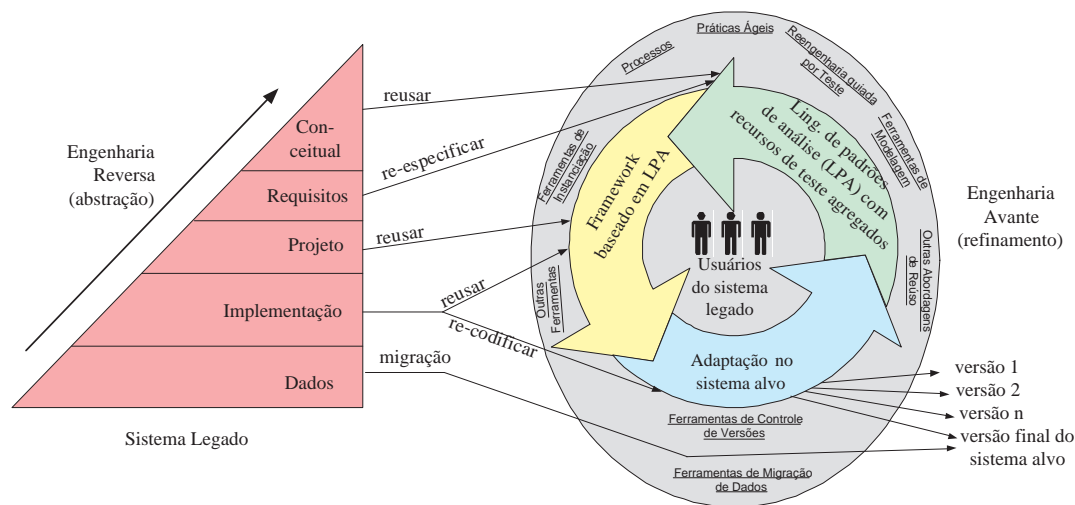 Engenharia
Reversa
(abstração)
Con-
ceitual
Requisitos
Projeto
Implementação
Dados
Sistema Legado
reusar
re-especificar
reusar
reusar
re-codificar
migração
Práticas Ágeis
Processos
Reengenharia guiada
por Teste
Ferramentas de
Modelagem
Ferramentas de
Instanciação
Outras
Ferramentas
Outras Abordagens
de Reúso
Framework
baseado em LPA
Ling. de padrões
de análise (LPA) com
recursos de teste agregados
Usuários
do sistema
legado
Adaptação no
sistema alvo
Ferramentas de Controle
de Versões
Ferramentas de Migração
de Dados
Engenharia
Avante
(refinamento)
versão 1
versão 2
versão n
versão final do
sistema alvo